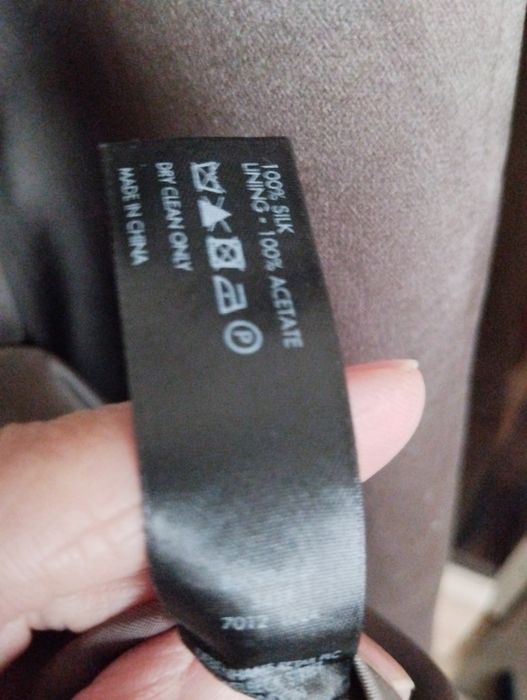 100% SILK
LINING • 100% ACETATE
P
DRY CLEAN ONLY
MADE IN CHINA
7012